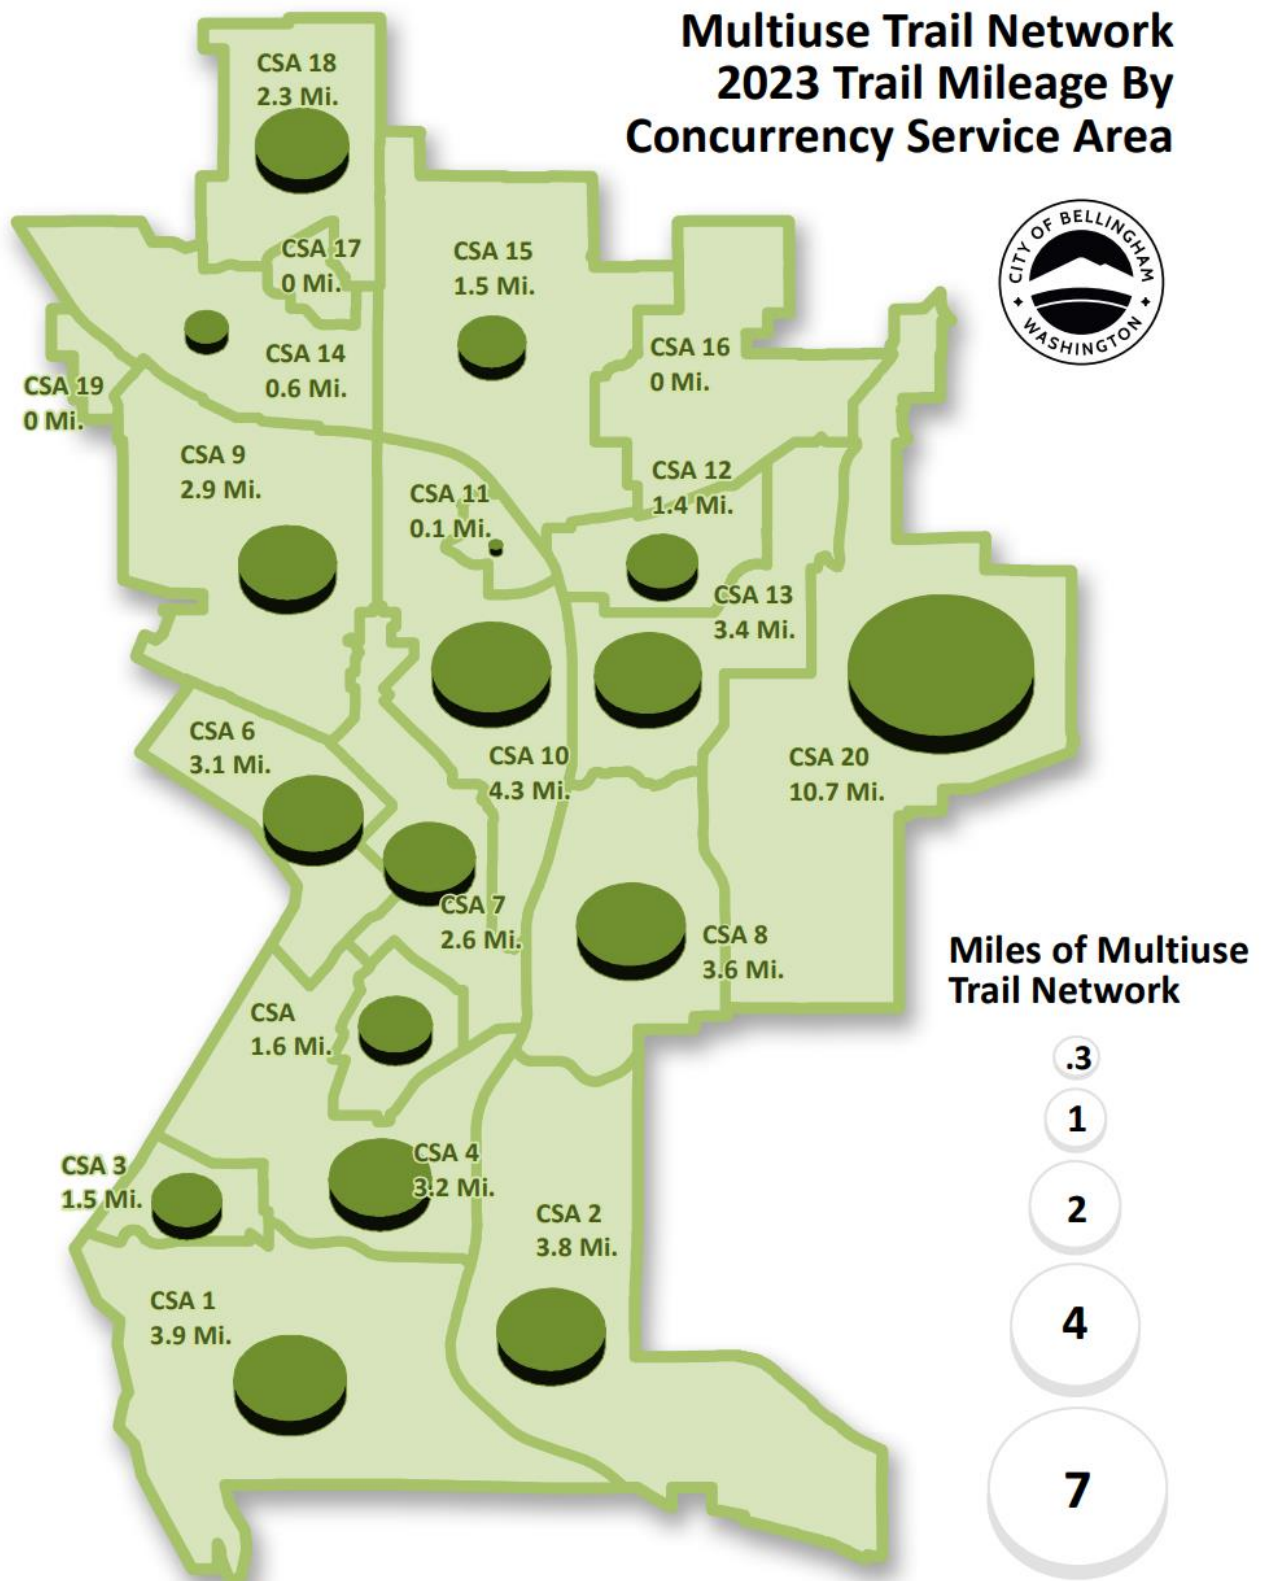 Multiuse Trail Network
2023 Trail Mileage By
Concurrency Service Area
CITY OF BELLINGHAM
WASHINGTON
CSA 18
2.3 Mi.
CSA 17
0 Mi.
CSA 15
1.5 Mi.
CSA 14
0.6 Mi.
CSA 16
0 Mi.
CSA 19
0 Mi.
CSA 9
2.9 Mi.
CSA 11
0.1 Mi.
CSA 12
1.4 Mi.
CSA 13
3.4 Mi.
CSA 6
3.1 Mi.
CSA 10
4.3 Mi.
CSA 20
10.7 Mi.
CSA 7
2.6 Mi.
CSA 8
3.6 Mi.
CSA
1.6 Mi.
CSA 3
1.5 Mi.
CSA 4
3.2 Mi.
CSA 2
3.8 Mi.
CSA 1
3.9 Mi.
Miles of Multiuse
Trail Network
.3
1
2
4
7